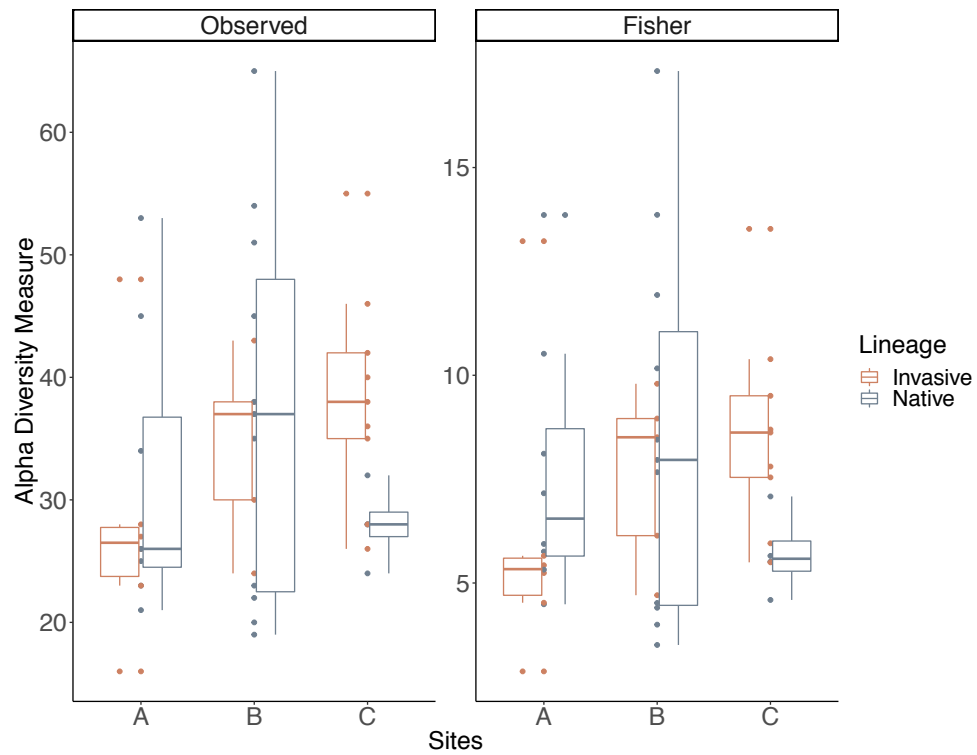 Observed
Fisher
Alpha Diversity Measure
60
50
40
30
20
15
10
5
A
B
C
A
B
C
Sites
Lineage
Invasive
Native